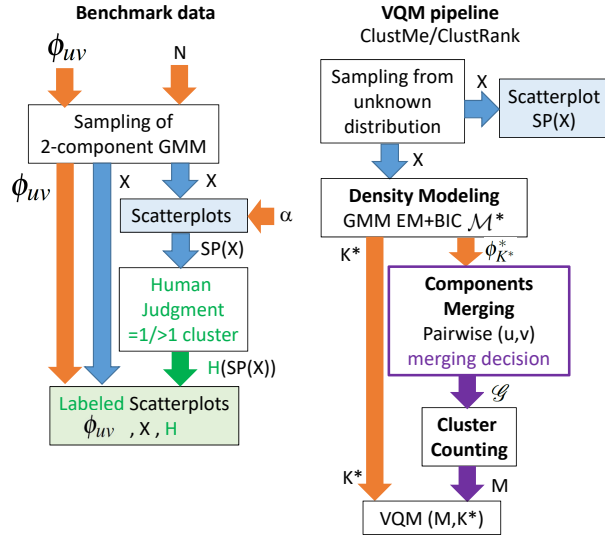 Benchmark data
ϕuv
N
Sampling of
2-component GMM
ϕuv
X
X
Scatterplots
α
SP(X)
Human
Judgment
=1/>1 cluster
H(SP(X))
Labeled Scatterplots
ϕuv , X , H
VQM pipeline
ClustMe/ClustRank
Sampling from
unknown
distribution
X
Scatterplot
SP(X)
X
Density Modeling
GMM EM+BIC ℳ*
K*
ϕ*K*
Components
Merging
Pairwise (u,v)
merging decision
𝒢
Cluster
Counting
K*
M
VQM (M,K*)